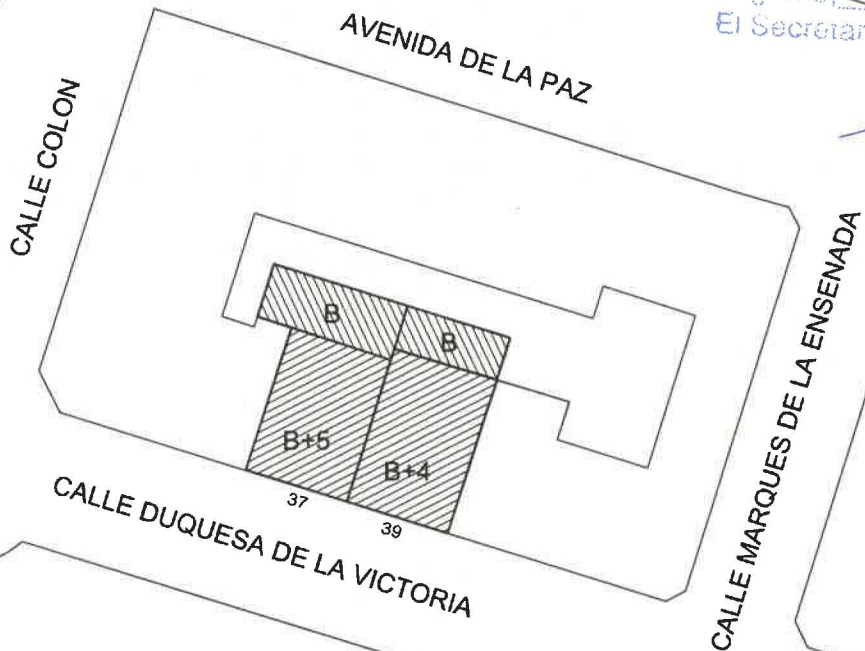 El Secretar
AVENIDA DE LA PAZ
CALLE COLON
CALLE MARQUES DE LA ENSENADA
B
B
B+5
B+4
37
39
CALLE DUQUESA DE LA VICTORIA